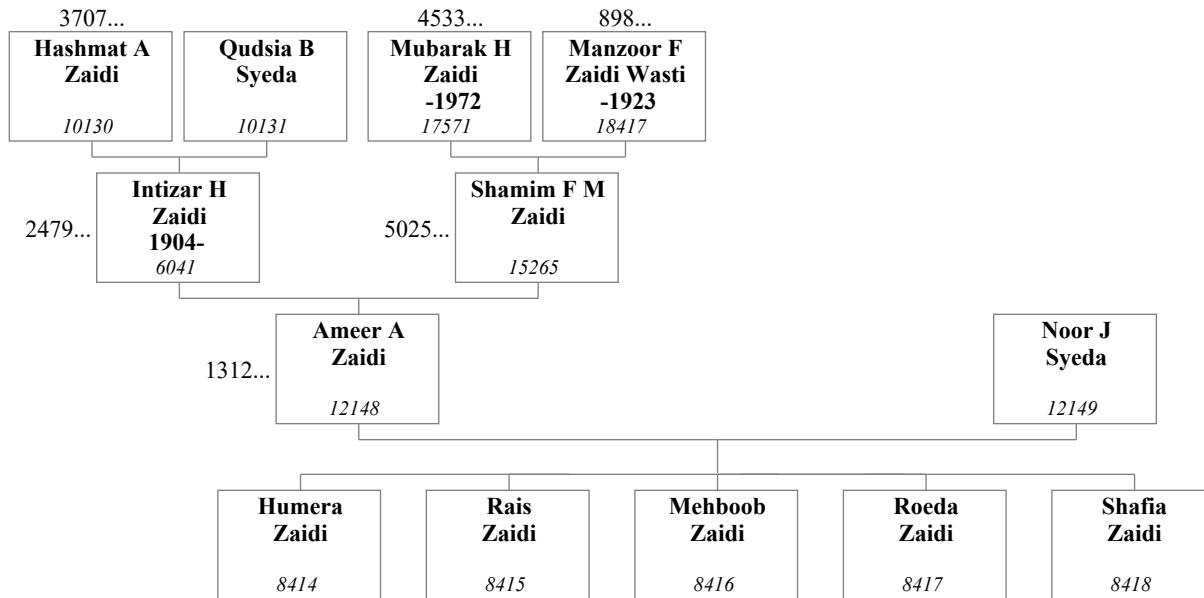 3707...
4533...
898...
Hashmat A
Zaidi
10130
Qudsia B
Syeda
10131
Mubarak H
Zaidi
-1972
17571
Manzoor F
Zaidi Wasti
-1923
18417
2479...
Intizar H
Zaidi
1904-
6041
5025...
Shamim F M
Zaidi
15265
1312...
Ameer A
Zaidi
12148
Noor J
Syeda
12149
Humera
Zaidi
8414
Rais
Zaidi
8415
Mehboob
Zaidi
8416
Roeda
Zaidi
8417
Shafia
Zaidi
8418